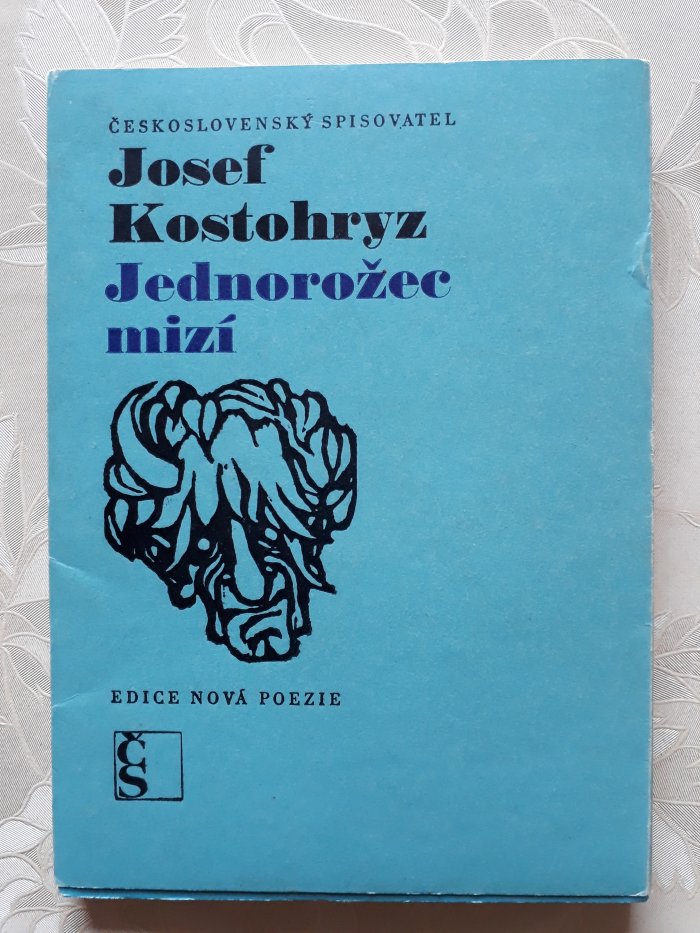 ČESKOSLOVENSKÝ SPISOVATEL
Josef
Kostohryz
Jednorožec
mizí
EDICE NOVÁ POEZIE
ČS